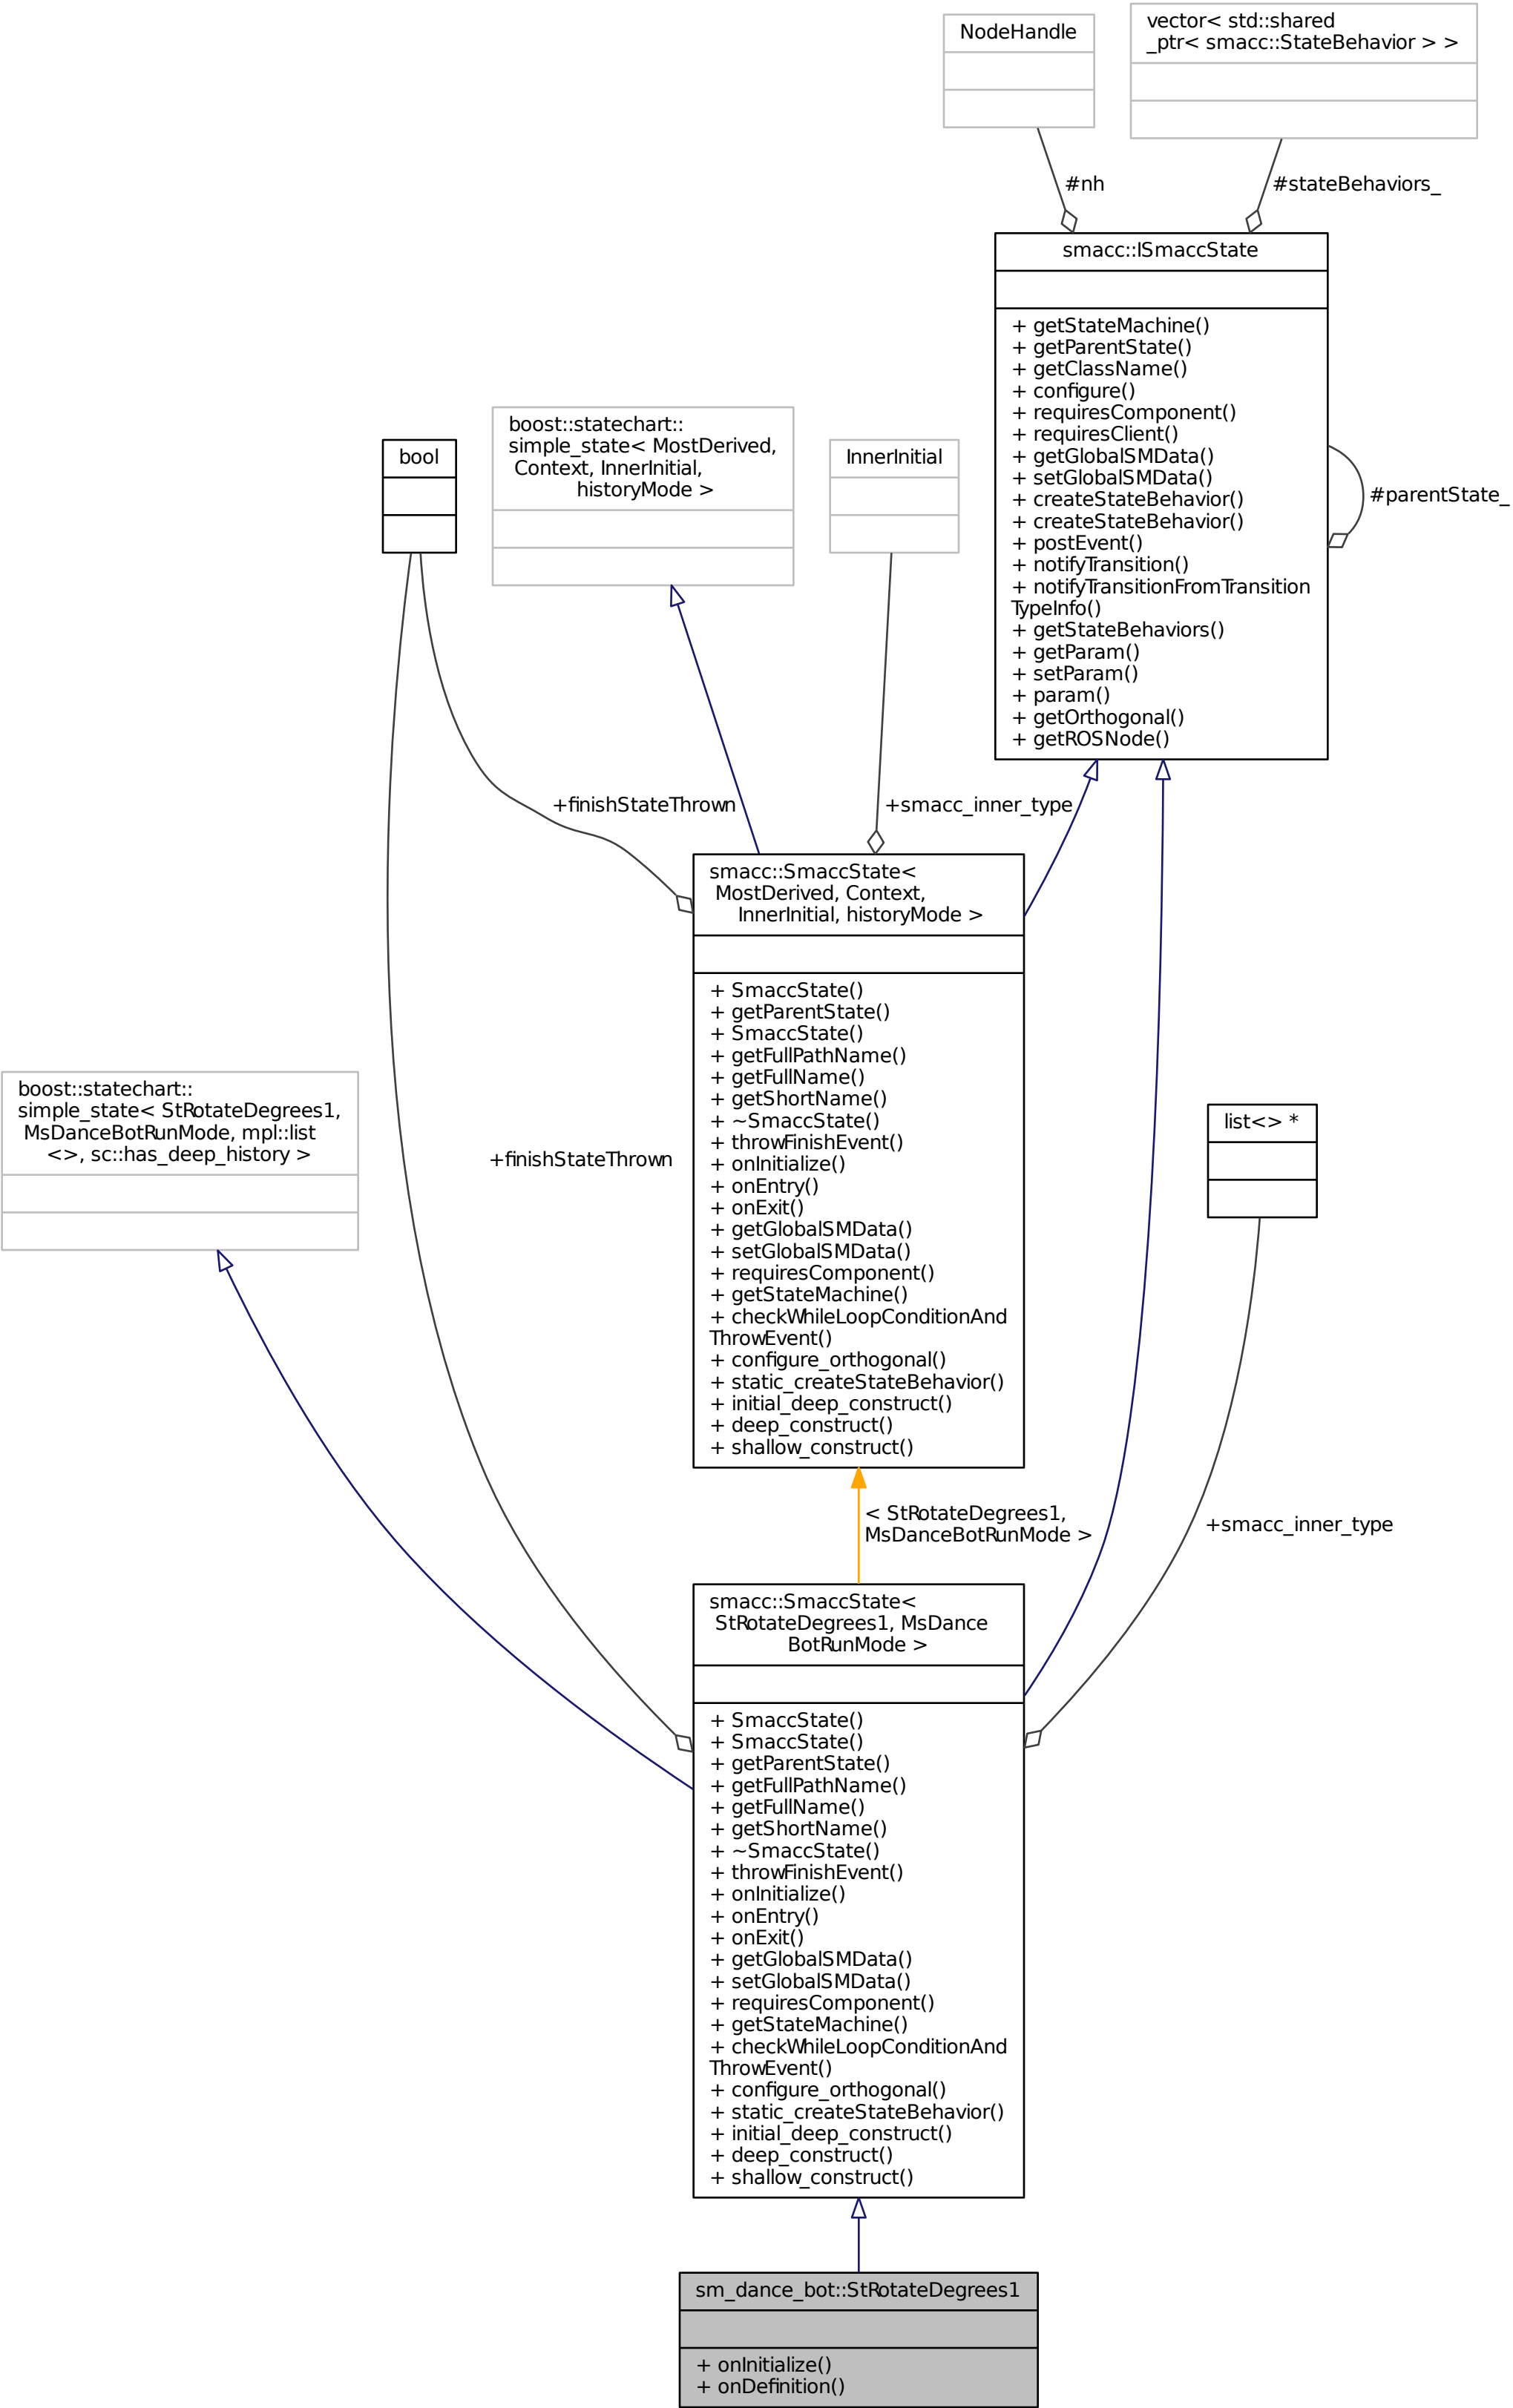 NodeHandle
vector< std::shared
_ptr< smacc::StateBehavior > >
#nh
#stateBehaviors_
smacc::ISmaccState
+ getStateMachine()
+ getParentState()
+ getClassName()
+ configure()
+ requiresComponent()
+ requiresClient()
+ getGlobalSMData()
+ setGlobalSMData()
+ createStateBehavior()
+ createStateBehavior()
+ postEvent()
+ notifyTransition()
+ notifyTransitionFromTransition
TypeInfo()
+ getStateBehaviors()
+ getParam()
+ setParam()
+ param()
+ getOrthogonal()
+ getROSNode()
#parentState_
bool
boost::statechart::
simple_state< MostDerived,
Context, InnerInitial,
historyMode >
InnerInitial
+finishStateThrown
+smacc_inner_type
smacc::SmaccState<
MostDerived, Context,
InnerInitial, historyMode >
+ SmaccState()
+ getParentState()
+ SmaccState()
+ getFullPathName()
+ getFullName()
+ getShortName()
+ ~SmaccState()
+ throwFinishEvent()
+ onInitialize()
+ onEntry()
+ onExit()
+ getGlobalSMData()
+ setGlobalSMData()
+ requiresComponent()
+ getStateMachine()
+ checkWhileLoopConditionAnd
ThrowEvent()
+ configure_orthogonal()
+ static_createStateBehavior()
+ initial_deep_construct()
+ deep_construct()
+ shallow_construct()
boost::statechart::
simple_state< StRotateDegrees1,
MsDanceBotRunMode, mpl::list
<>, sc::has_deep_history >
+finishStateThrown
list<> *
< StRotateDegrees1,
MsDanceBotRunMode >
+smacc_inner_type
smacc::SmaccState<
StRotateDegrees1, MsDance
BotRunMode >
+ SmaccState()
+ SmaccState()
+ getParentState()
+ getFullPathName()
+ getFullName()
+ getShortName()
+ ~SmaccState()
+ throwFinishEvent()
+ onInitialize()
+ onEntry()
+ onExit()
+ getGlobalSMData()
+ setGlobalSMData()
+ requiresComponent()
+ getStateMachine()
+ checkWhileLoopConditionAnd
ThrowEvent()
+ configure_orthogonal()
+ static_createStateBehavior()
+ initial_deep_construct()
+ deep_construct()
+ shallow_construct()
sm_dance_bot::StRotateDegrees1
+ onInitialize()
+ onDefinition()